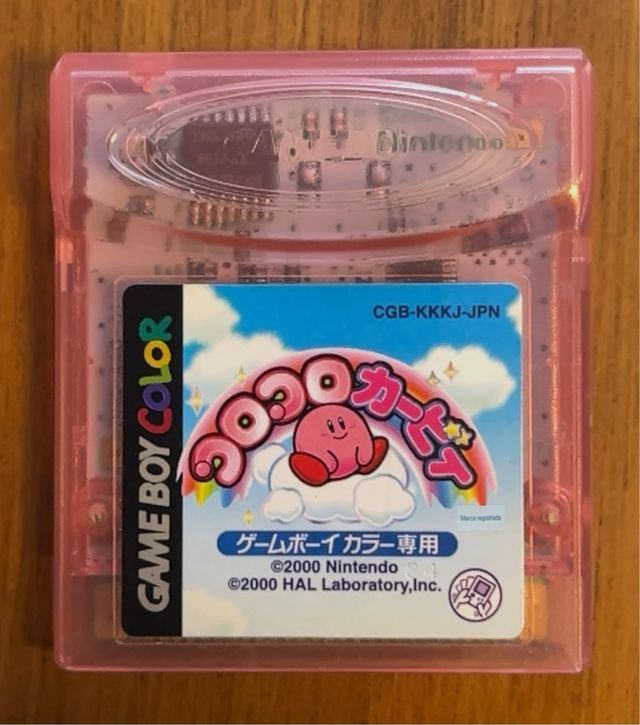 Nintendo
CGB-KKKJ-JPN
GAME BOY COLOR
コロコロカービィ
Marca registrada
ゲームボーイカラー専用
©2000 Nintendo
©2000 HAL Laboratory,Inc.